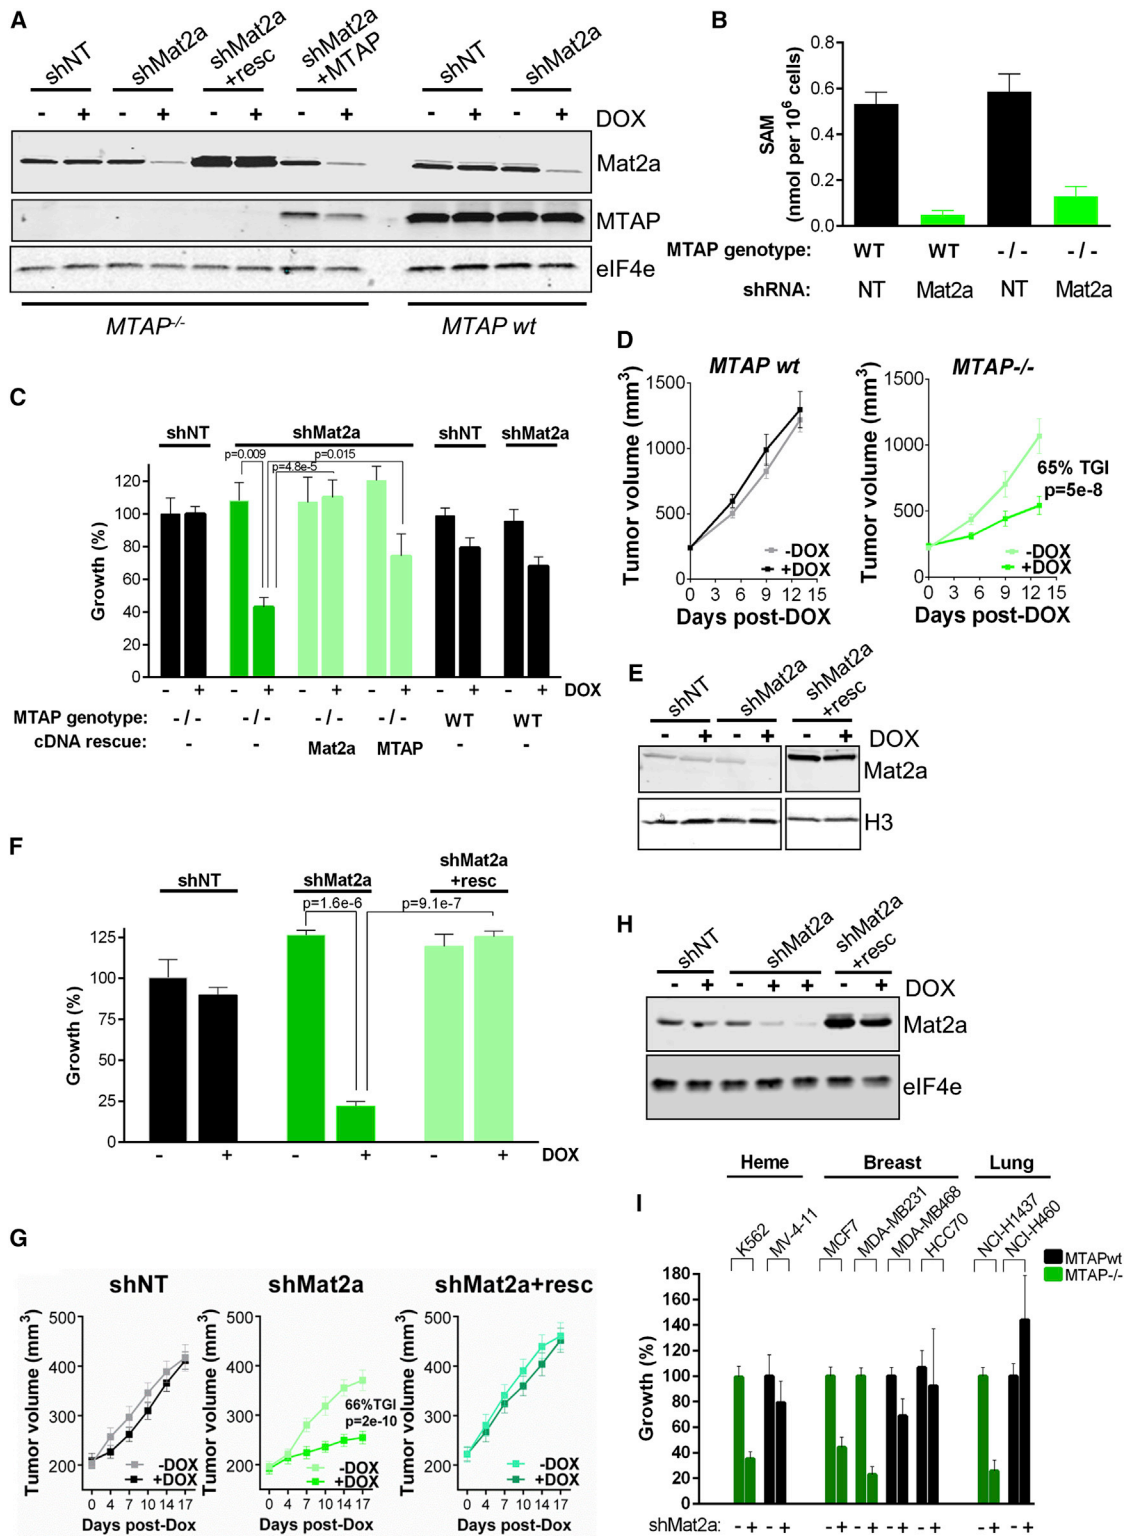 A
shNT
shMat2a
shMat2a
+resc
shMat2a
+MTAP
shNT
shMat2a
- + - + - + - + - + - + DOX
Mat2a
MTAP
eIF4e
MTAP-/-
MTAP wt
B
SAM
(nmol per 10⁶ cells)
0.8
0.6
0.4
0.2
0.0
MTAP genotype: WT WT -/- -/-
shRNA: NT Mat2a NT Mat2a
C
shNT shMat2a shNT shMat2a
p=0.009 p=0.015
p=4.8e-5
Growth (%)
120
100
80
60
40
20
0
- + - + - + - + - + - + DOX
MTAP genotype: -/- -/- -/- -/- WT WT
cDNA rescue: - - Mat2a MTAP - -
D
MTAP wt
Tumor volume (mm³)
1500
1000
500
0
-DOX
+DOX
0 3 6 9 12 15
Days post-DOX
MTAP-/-
Tumor volume (mm³)
1500
1000
500
0
65% TGI
p=5e-8
-DOX
+DOX
0 3 6 9 12 15
Days post-DOX
E
shNT
shMat2a
shMat2a
+resc
- + - + - + DOX
Mat2a
H3
F
shNT shMat2a shMat2a
+resc
p=1.6e-6 p=9.1e-7
Growth (%)
125
100
75
50
25
0
- + - + - + DOX
H
shNT
shMat2a
shMat2a
+resc
- + - + + - + DOX
Mat2a
eIF4e
G
shNT
Tumor volume (mm³)
500
400
300
200
-DOX
+DOX
0 4 7 10 14 17
Days post-Dox
shMat2a
Tumor volume (mm³)
500
400
300
200
66%TGI
p=2e-10
-DOX
+DOX
0 4 7 10 14 17
Days post-Dox
shMat2a+resc
Tumor volume (mm³)
500
400
300
200
-DOX
+DOX
0 4 7 10 14 17
Days post-Dox
I
Heme Breast Lung
K562
MV-4-11
MCF7
MDA-MB231
MDA-MB468
HCC70
NCI-H1437
NCI-H460
MTAPwt
MTAP-/-
Growth (%)
180
160
140
120
100
80
60
40
20
0
shMat2a: - + - + - + - + - + - + - + - +